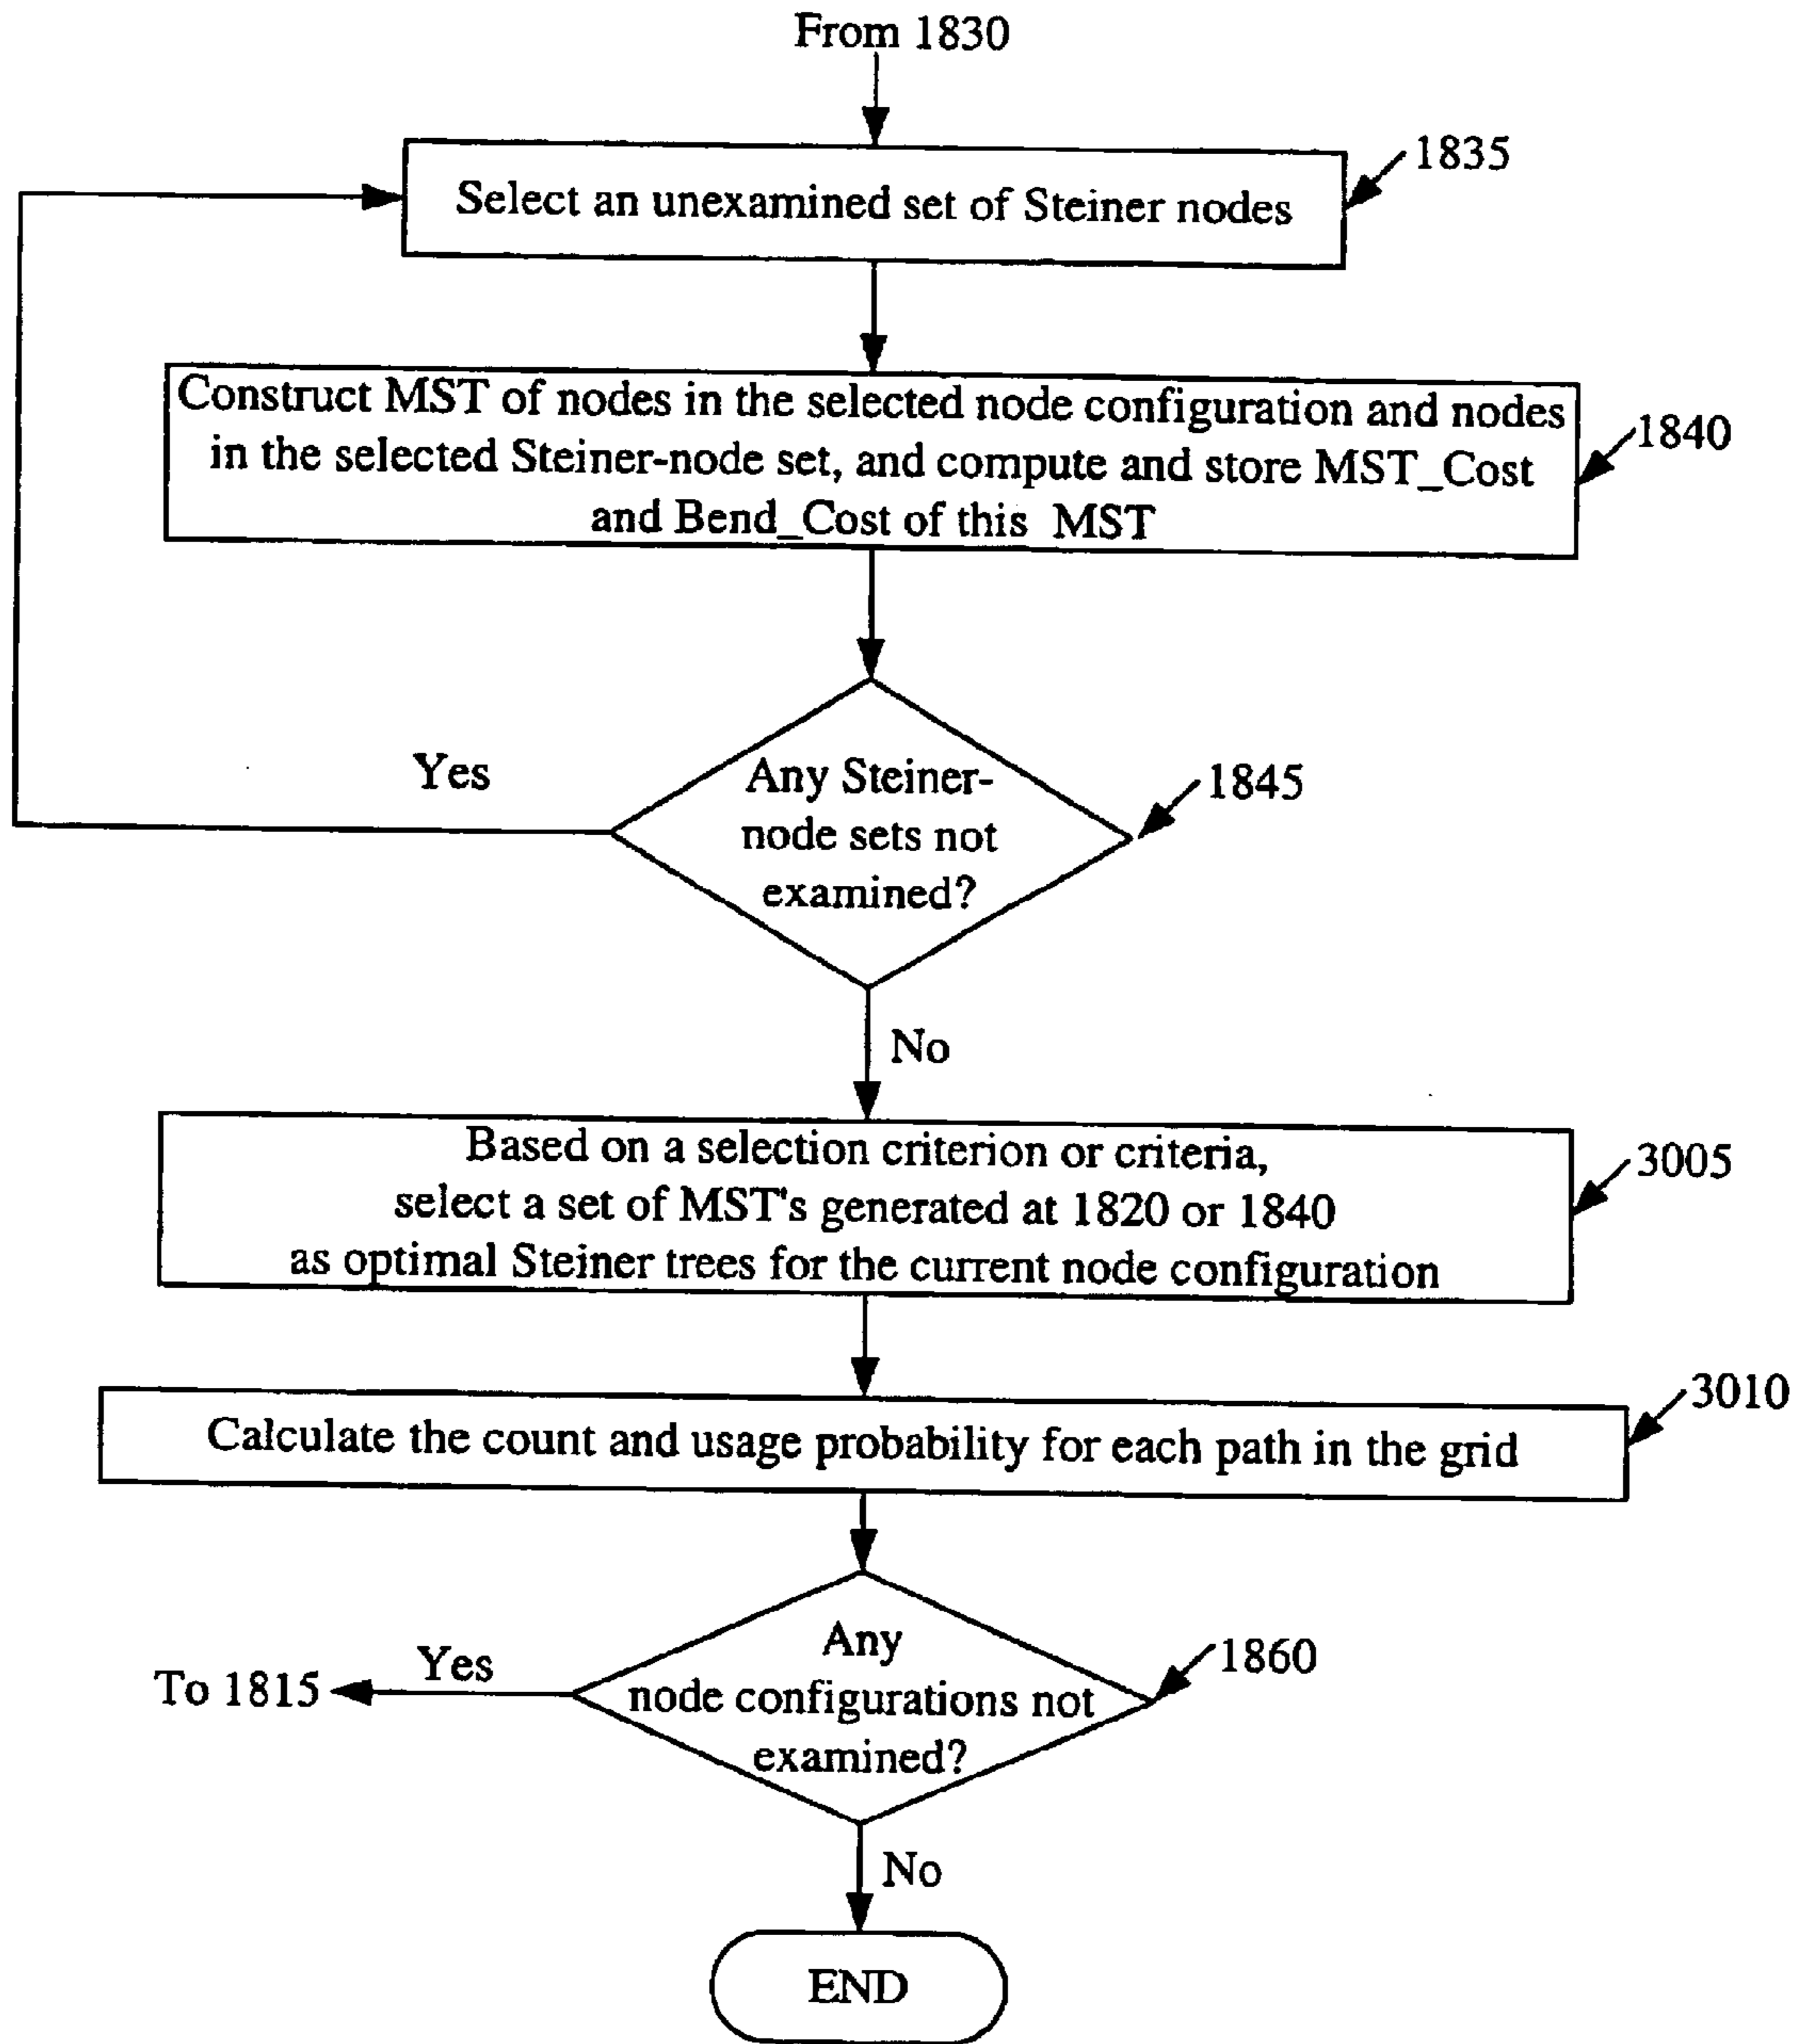 From 1830
Select an unexamined set of Steiner nodes
1835
Construct MST of nodes in the selected node configuration and nodes
in the selected Steiner-node set, and compute and store MST_Cost
and Bend_Cost of this MST
1840
Yes
Any Steiner-
node sets not
examined?
1845
No
Based on a selection criterion or criteria,
select a set of MST's generated at 1820 or 1840
as optimal Steiner trees for the current node configuration
3005
Calculate the count and usage probability for each path in the grid
3010
To 1815
Yes
Any
node configurations not
examined?
1860
No
END